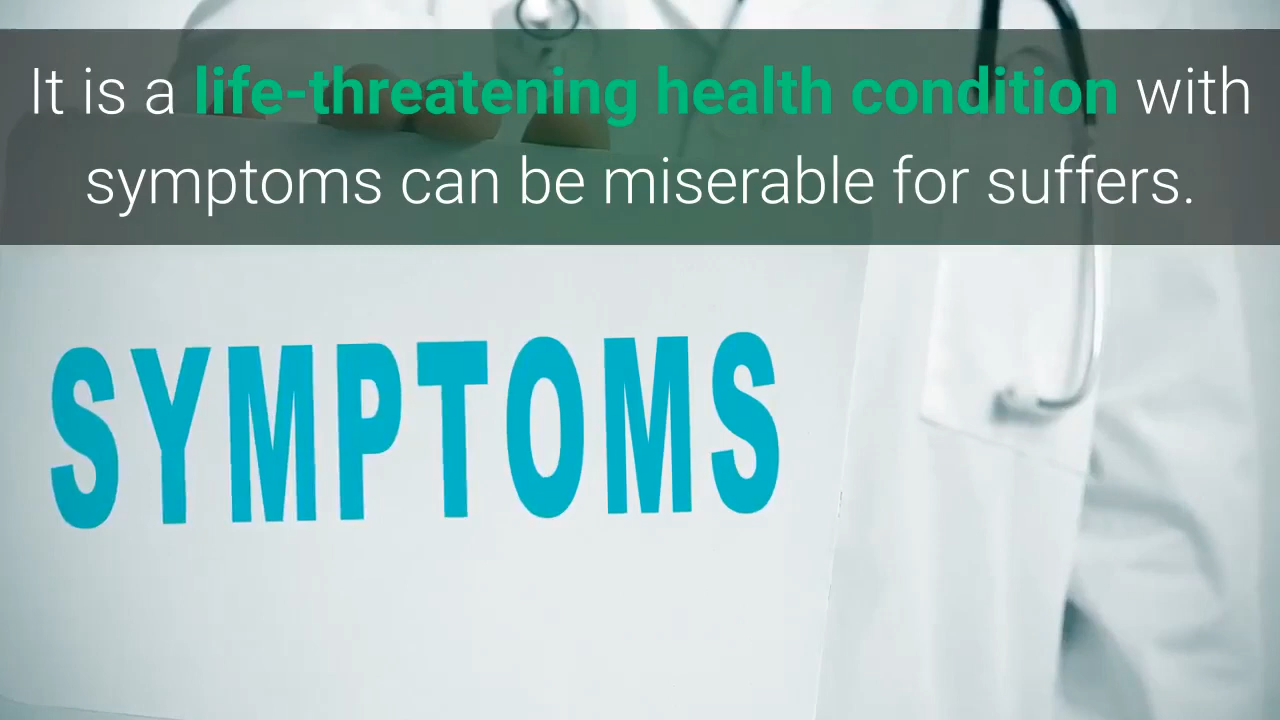 It is a life-threatening health condition with
symptoms can be miserable for suffers.
SYMPTOMS